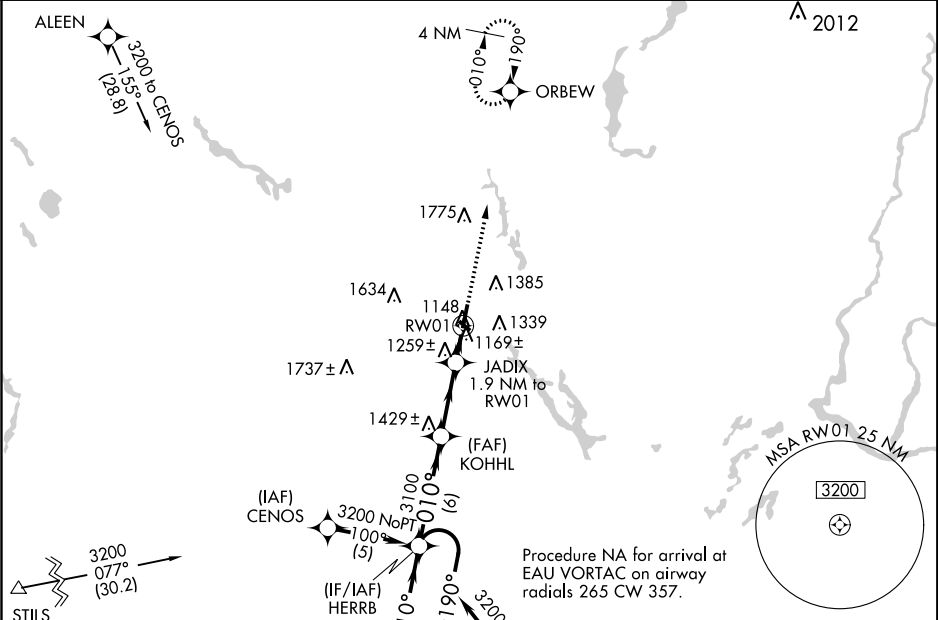 ALEEN
3200 to CENOS
155°
(28.8)
4 NM
010°
190°
ORBEW
2012
1775
1385
1634
1148
RW01
1339
1169±
1259±
1737±
JADIX
1.9 NM to
RW01
1429±
(FAF)
KOHHL
MSA RW01 25 NM
3200
3100
010°
(6)
(IAF)
CENOS
3200 NoPT
100°
(5)
3200
077°
(30.2)
STILS
(IF/IAF)
HERRB
190°
3200
Procedure NA for arrival at
EAU VORTAC on airway
radials 265 CW 357.